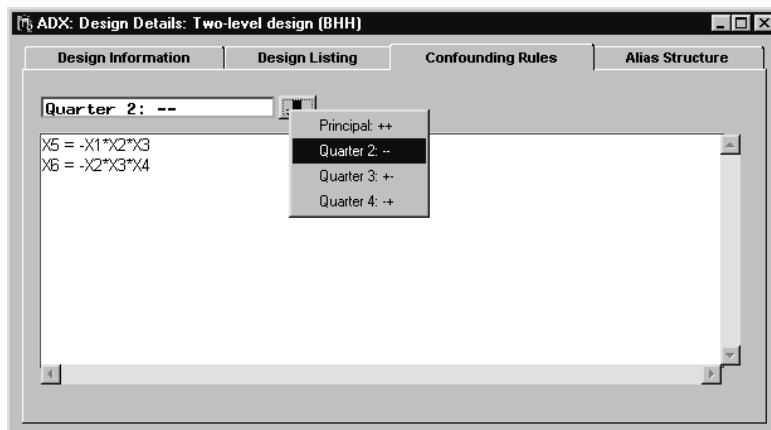 ADX: Design Details: Two-level design (BHH)
Design Information Design Listing Confounding Rules Alias Structure
Quarter 2: --
Principal: ++
Quarter 2: --
Quarter 3: +-
Quarter 4: -+
X5 = -X1*X2*X3
X6 = -X2*X3*X4